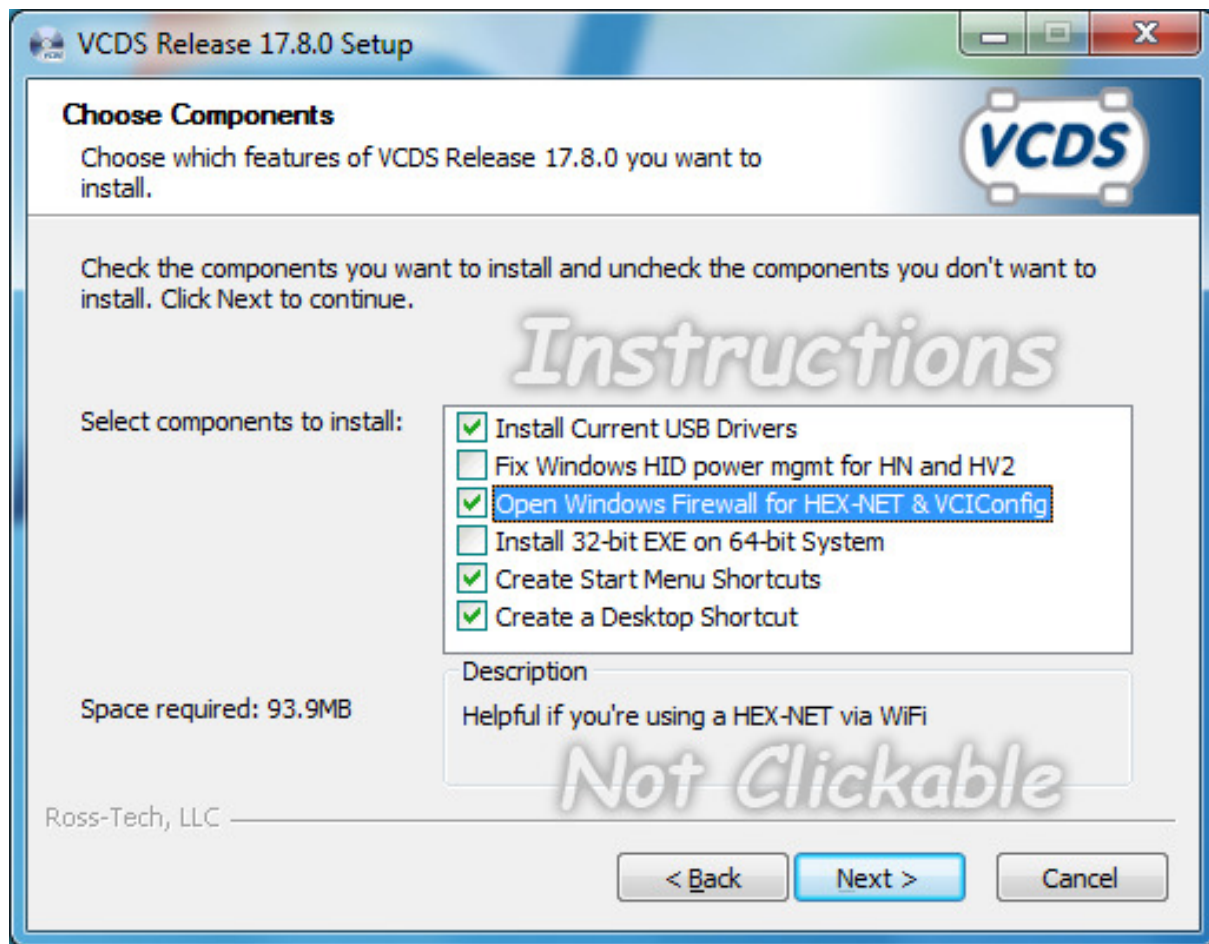 VCDS Release 17.8.0 Setup
Choose Components
Choose which features of VCDS Release 17.8.0 you want to
install.
VCDS
Check the components you want to install and uncheck the components you don't want to
install. Click Next to continue.
Instructions
Select components to install:
Install Current USB Drivers
Fix Windows HID power mgmt for HN and HV2
Open Windows Firewall for HEX-NET & VCIConfig
Install 32-bit EXE on 64-bit System
Create Start Menu Shortcuts
Create a Desktop Shortcut
Space required: 93.9MB
Description
Helpful if you're using a HEX-NET via WiFi
Not Clickable
Ross-Tech, LLC
< Back
Next >
Cancel